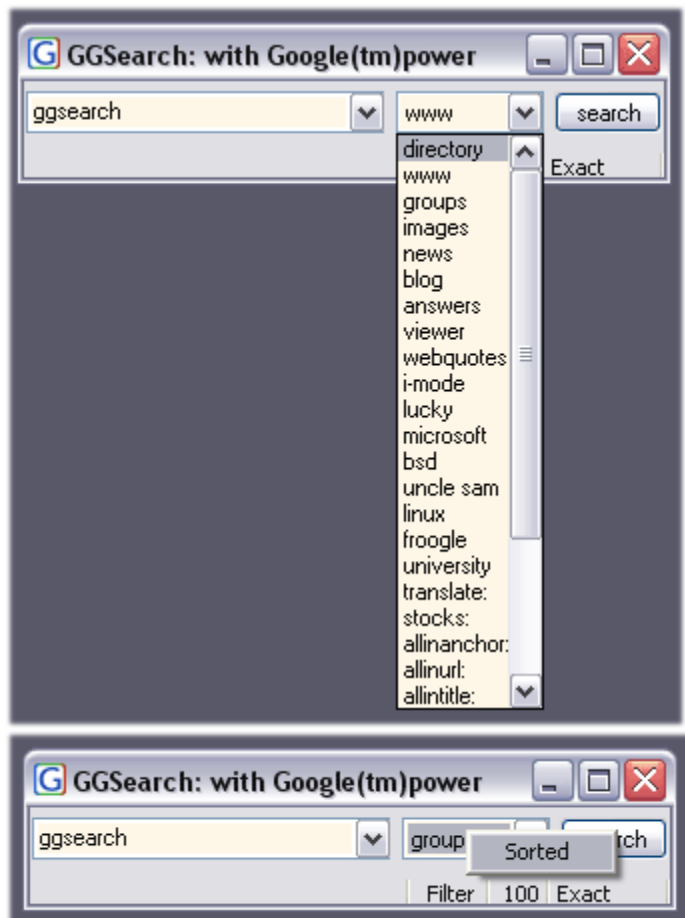 GGSearch: with Google(tm)power
ggsearch www search
directory
Exact
www
groups
images
news
blog
answers
viewer
webquotes
i-mode
lucky
microsoft
bsd
uncle sam
linux
froogle
university
translate:
stocks:
allinanchor:
allinurl:
allintitle:
GGSearch: with Google(tm)power
ggsearch group rch
Sorted
Filter 100 Exact